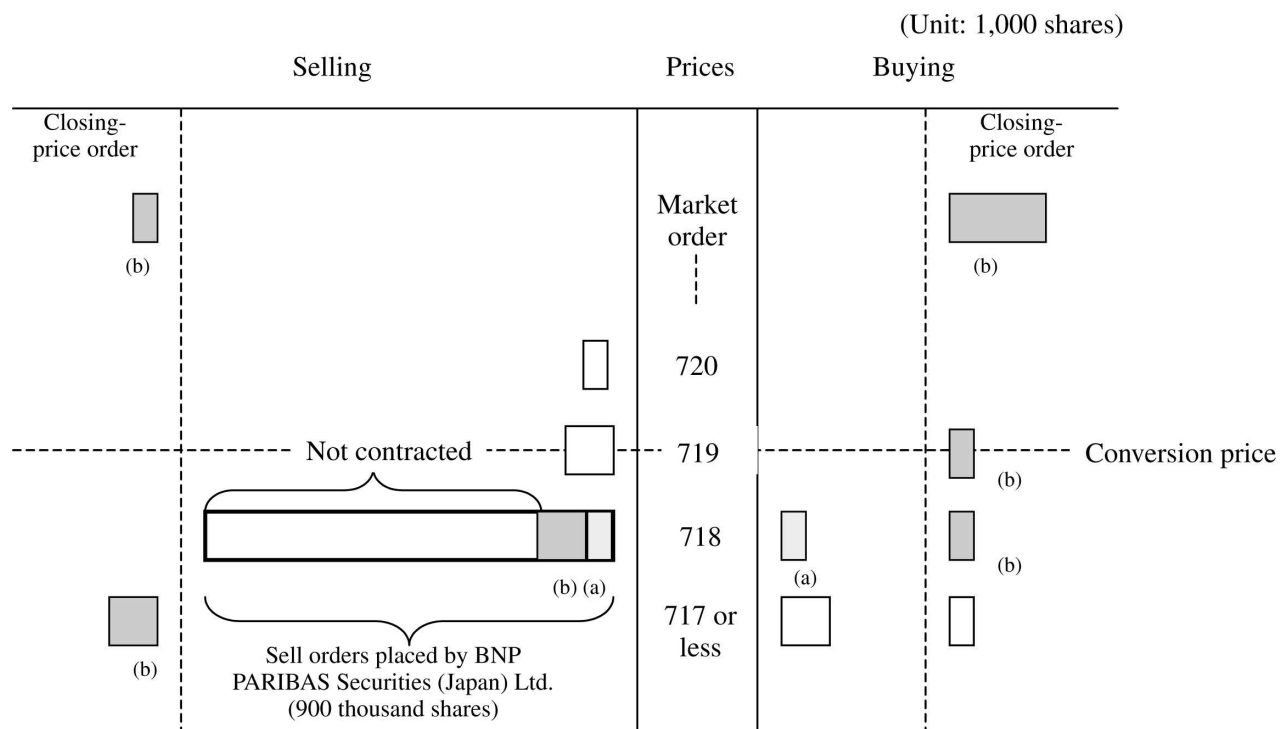 (Unit: 1,000 shares)
Selling
Prices
Buying
Closing-
price order
Closing-
price order
Market
order
(b)
(b)
720
Not contracted
719
Conversion price
(b)
718
(b) (a)
(a)
(b)
717 or
less
(b)
Sell orders placed by BNP
PARIBAS Securities (Japan) Ltd.
(900 thousand shares)